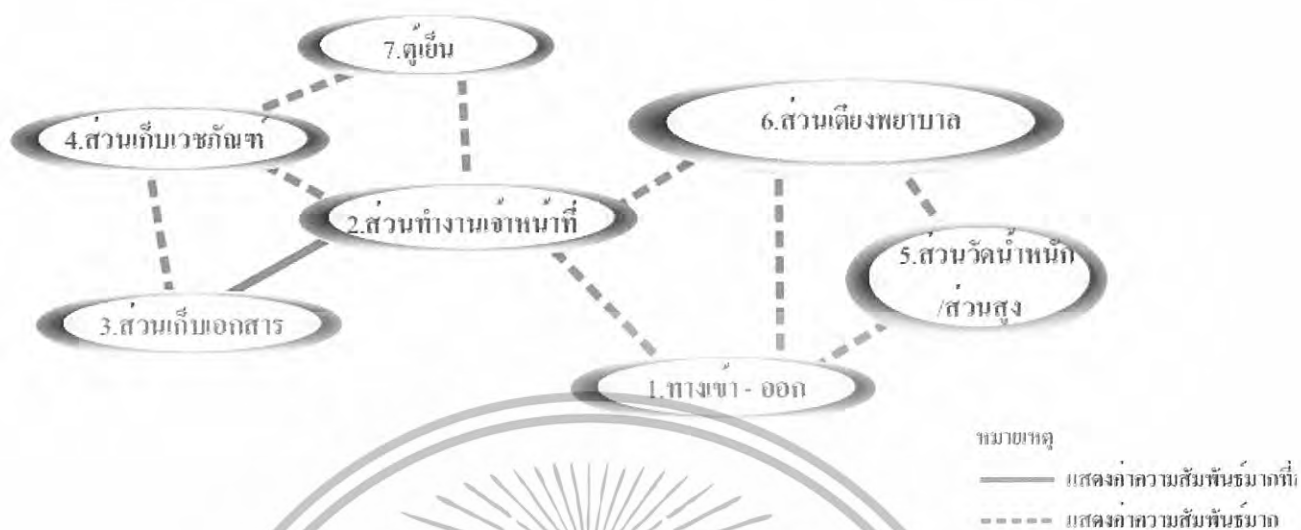 7.ตู้เย็น
6.ส่วนเตียงพยาบาล
4.ส่วนเก็บเวชภัณฑ์
2.ส่วนทำงานเจ้าหน้าที่
5.ส่วนวัดน้ำหนัก
/ส่วนสูง
3.ส่วนเก็บเอกสาร
1.ทางเข้า - ออก
หมายเหตุ
แสดงค่าความสัมพันธ์มากที่
แสดงค่าความสัมพันธ์มาก